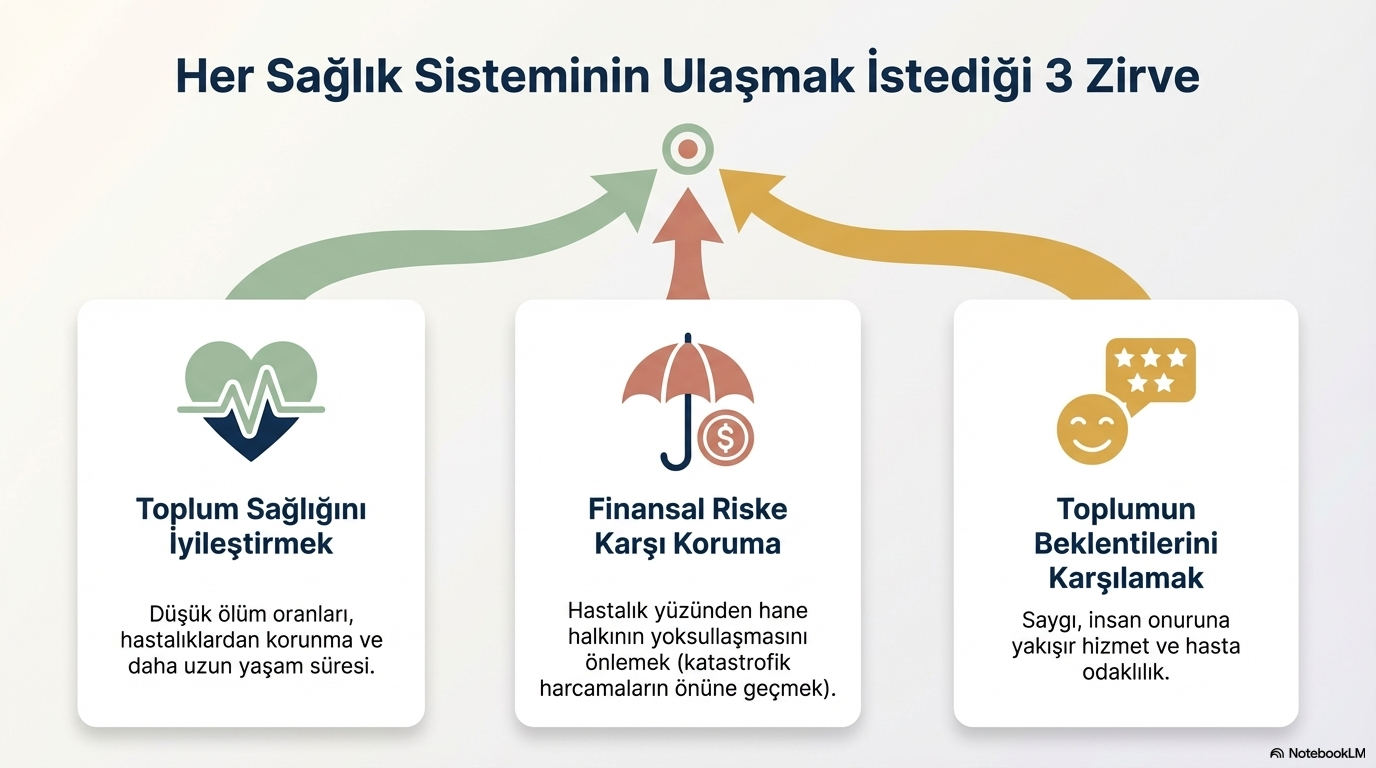 Her Sağlık Sisteminin Ulaşmak İstediği 3 Zirve
$
Toplum Sağlığını
İyileştirmek
Düşük ölüm oranları,
hastalıklardan korunma ve
daha uzun yaşam süresi.
Finansal Riske
Karşı Koruma
Hastalık yüzünden hane
halkının yoksullaşmasını
önlemek (katastrofik
harcamaların önüne geçmek).
Toplumun
Beklentilerini
Karşılamak
Saygı, insan onuruna
yakışır hizmet ve hasta
odaklılık.
NotebookLM